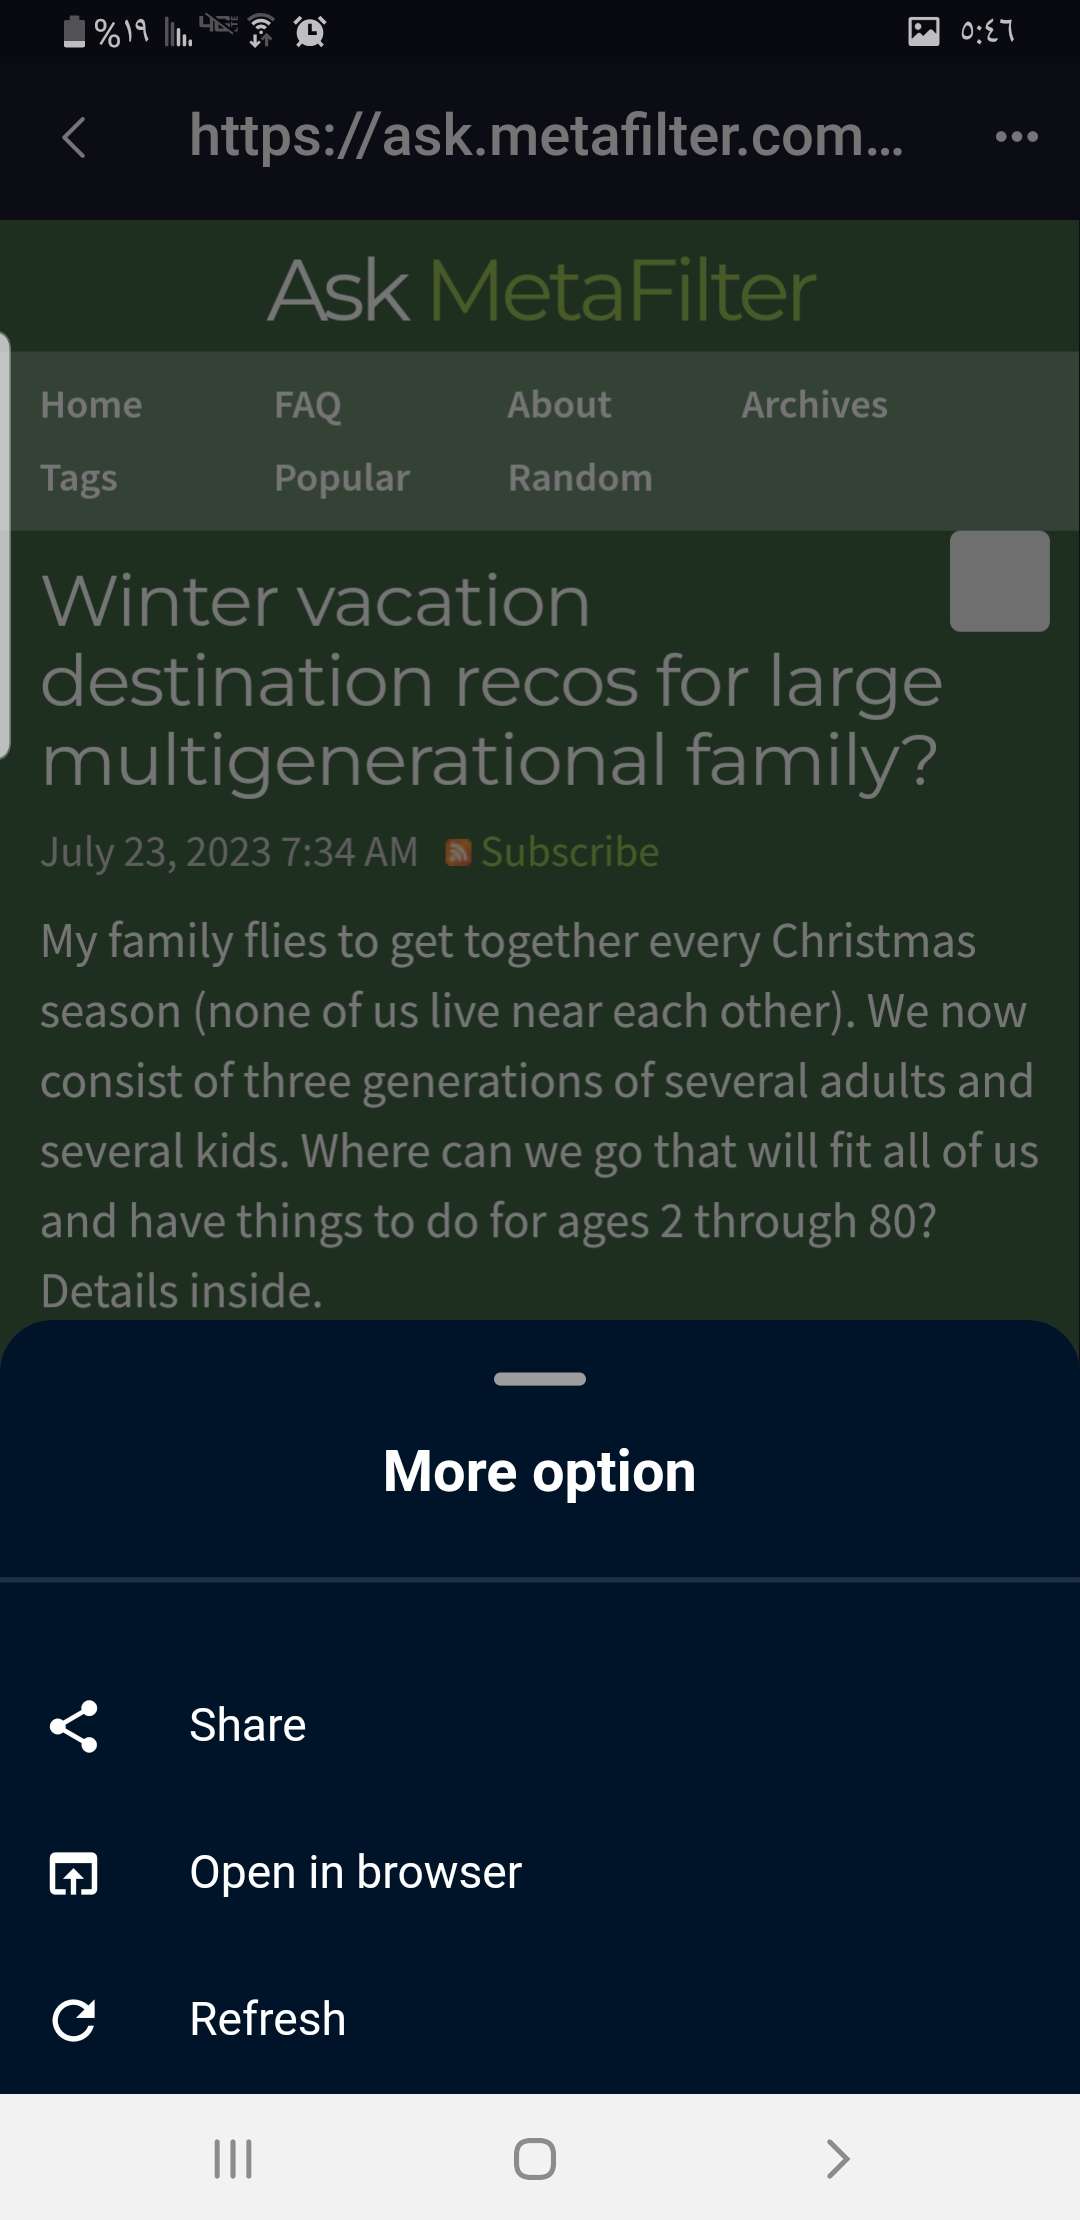 %١٩
٥:٤٦
https://ask.metafilter.com...
Ask MetaFilter
Home FAQ About Archives
Tags Popular Random
Winter vacation
destination recos for large
multigenerational family?
July 23, 2023 7:34 AM Subscribe
My family flies to get together every Christmas
season (none of us live near each other). We now
consist of three generations of several adults and
several kids. Where can we go that will fit all of us
and have things to do for ages 2 through 80?
Details inside.
More option
Share
Open in browser
Refresh